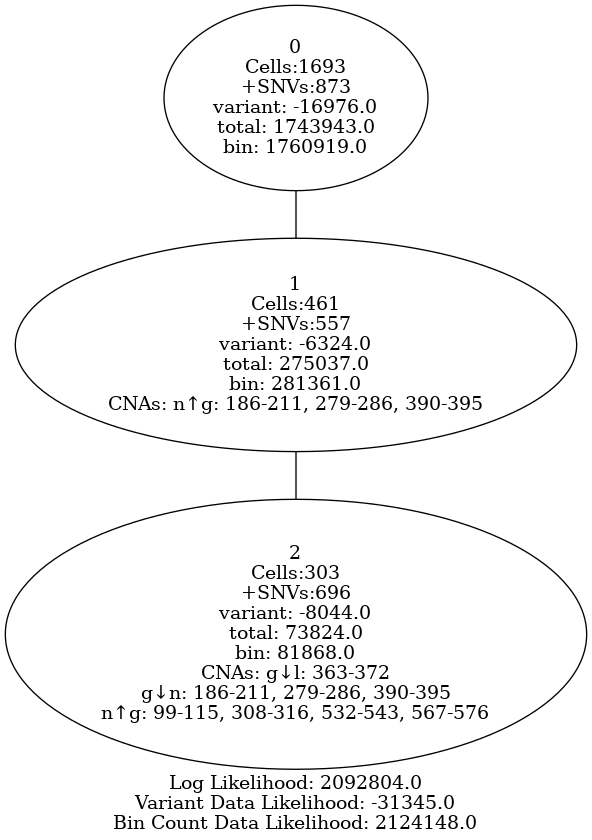 0
Cells:1693
+SNVs:873
variant: -16976.0
total: 1743943.0
bin: 1760919.0
1
Cells:461
+SNVs:557
variant: -6324.0
total: 275037.0
bin: 281361.0
CNAs: n↑g: 186-211, 279-286, 390-395
2
Cells:303
+SNVs:696
variant: -8044.0
total: 73824.0
bin: 81868.0
CNAs: g↓l: 363-372
g↓n: 186-211, 279-286, 390-395
n↑g: 99-115, 308-316, 532-543, 567-576
Log Likelihood: 2092804.0
Variant Data Likelihood: -31345.0
Bin Count Data Likelihood: 2124148.0